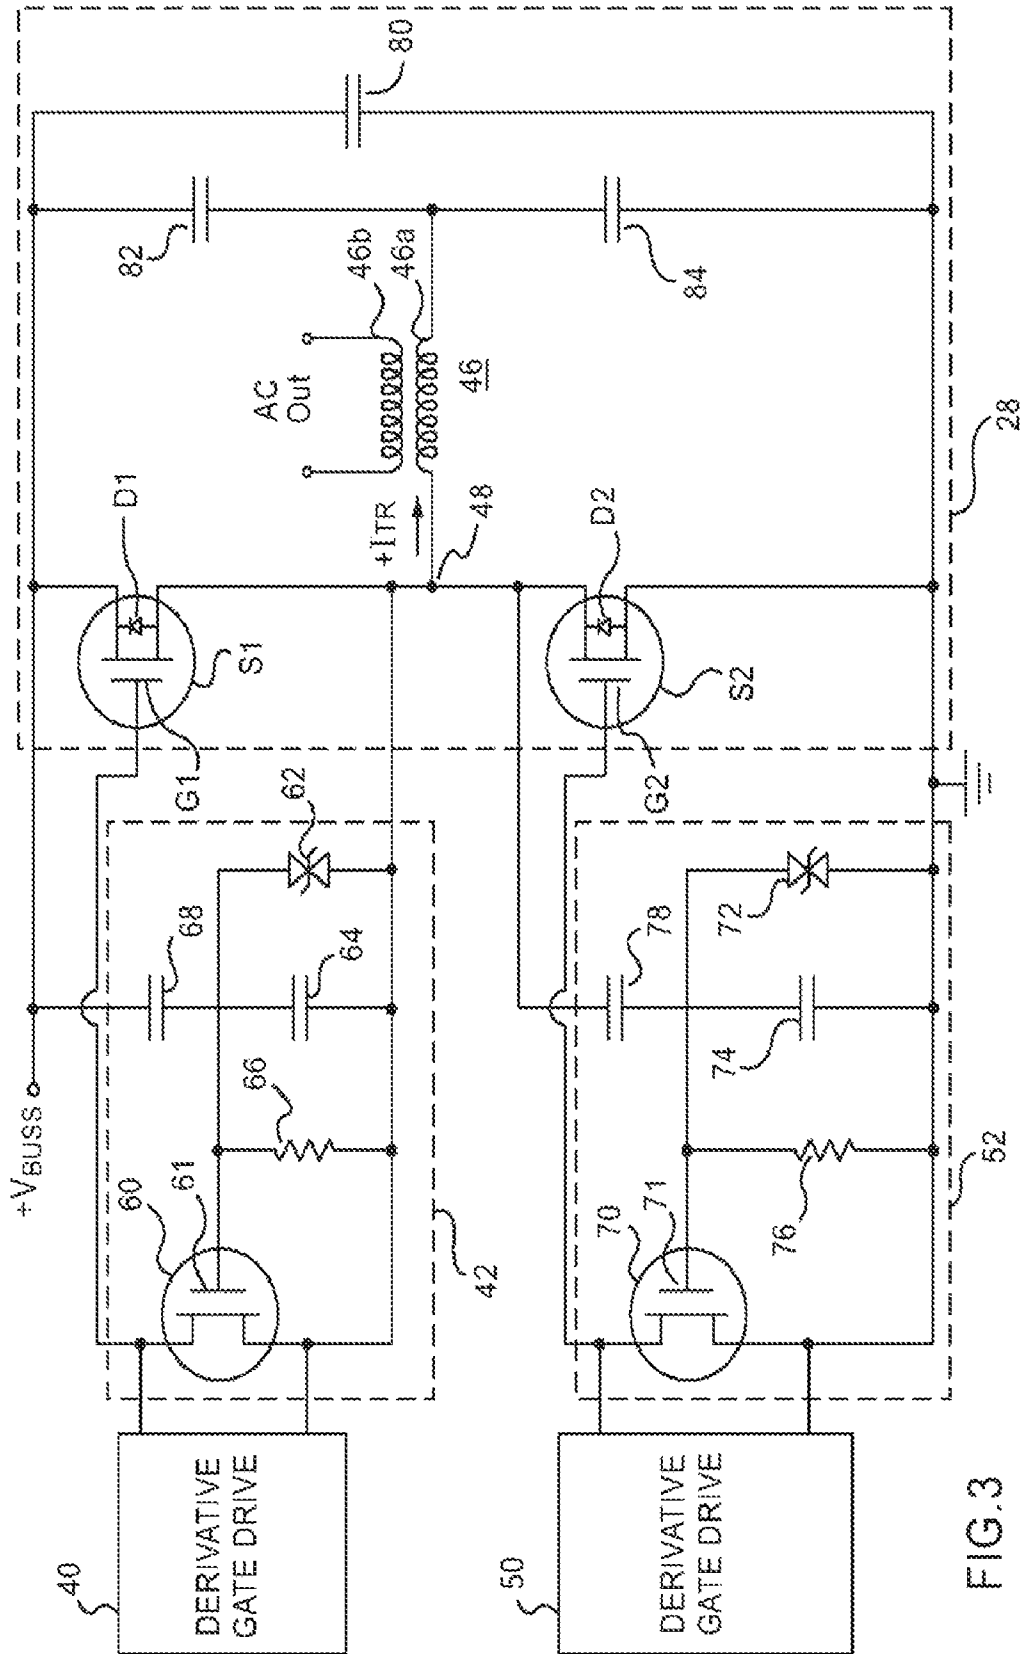 80
82
46b
46a
84
AC
Out
46
28
D1
+ITR
48
D2
S1
S2
G1
G2
62
68
64
78
72
+VBUSS
66
74
60
61
42
70
71
76
52
40
DERIVATIVE
GATE DRIVE
50
DERIVATIVE
GATE DRIVE
FIG.3